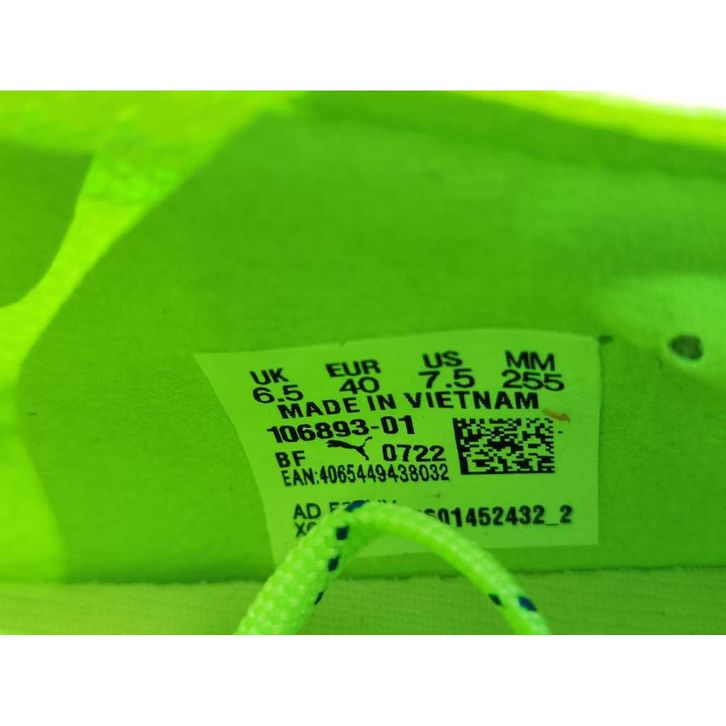 UK EUR US MM
6.5 40 7.5 255
MADE IN VIETNAM
106893-01
BF 0722
EAN:4065449438032
AD
01452432_2